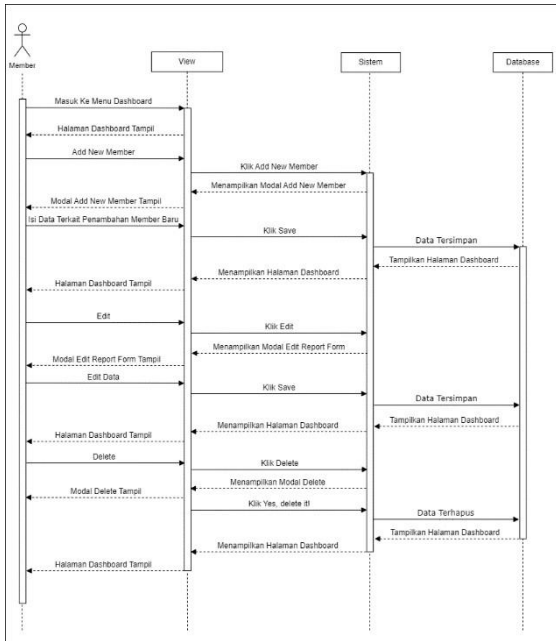 Member
View
Sistem
Database
Masuk Ke Menu Dashboard
Halaman Dashboard Tampil
Add New Member
Klik Add New Member
Menampilkan Modal Add New Member
Modal Add New Member Tampil
Isi Data Terkait Penambahan Member Baru
Klik Save
Data Tersimpan
Tampilkan Halaman Dashboard
Menampilkan Halaman Dashboard
Halaman Dashboard Tampil
Edit
Klik Edit
Menampilkan Modal Edit Report Form
Modal Edit Report Form Tampil
Edit Data
Klik Save
Data Tersimpan
Tampilkan Halaman Dashboard
Menampilkan Halaman Dashboard
Halaman Dashboard Tampil
Delete
Klik Delete
Menampilkan Modal Delete
Modal Delete Tampil
Klik Yes, delete it!
Data Terhapus
Tampilkan Halaman Dashboard
Menampilkan Halaman Dashboard
Halaman Dashboard Tampil